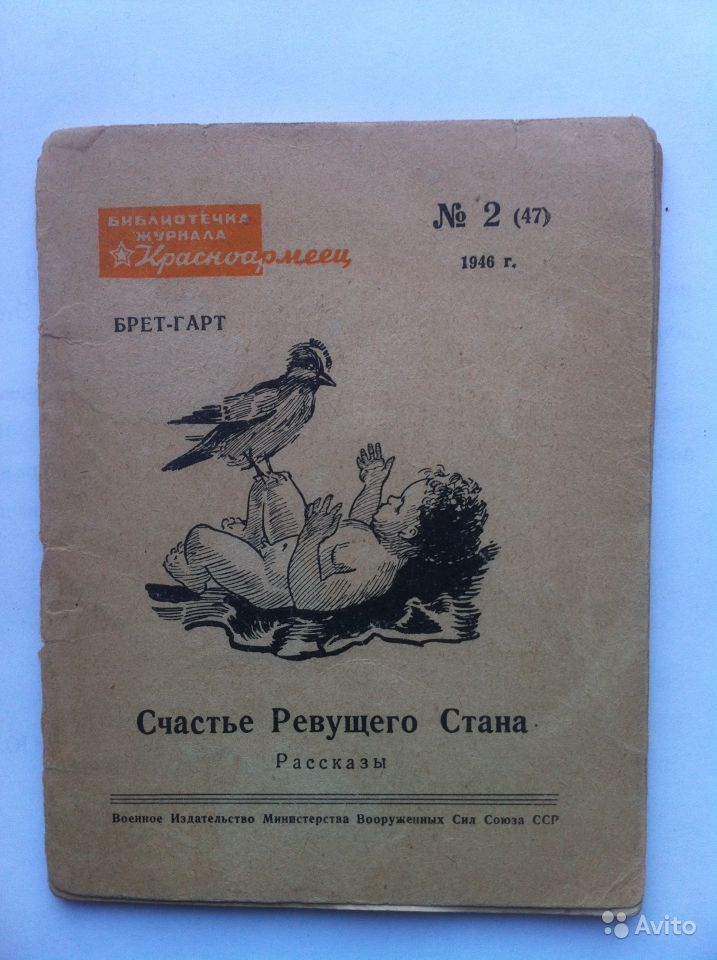 БИБЛИОТЕЧКА
ЖУРНАЛА
Красноармеец
№ 2 (47)
1946 г.
БРЕТ-ГАРТ
Счастье Ревущего Стана
Рассказы
Военное Издательство Министерства Вооруженных Сил Союза ССР
Avito